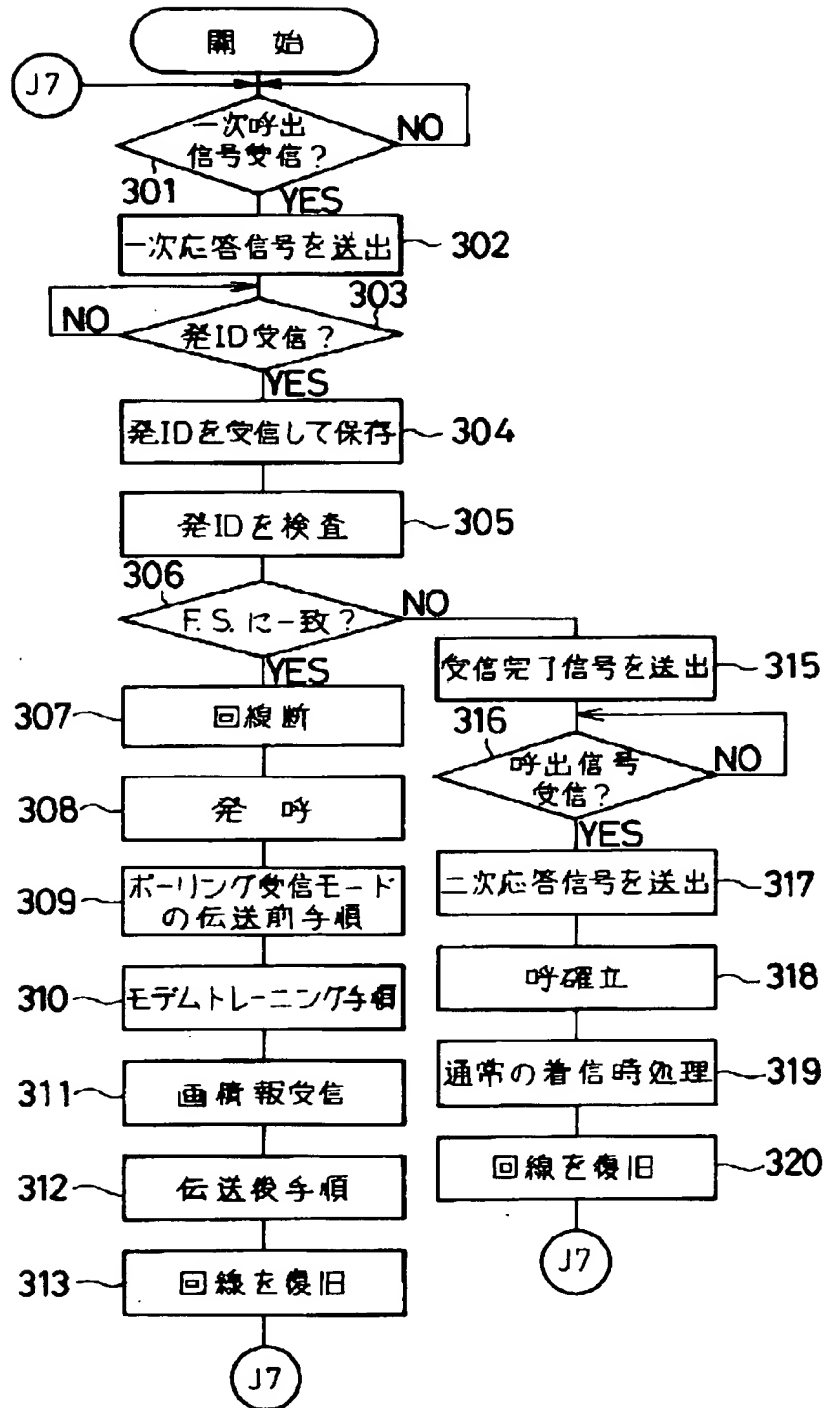 開始
J7
一次呼出
信号受信?
NO
301
YES
一次応答信号を送出
302
303
NO
発ID受信?
YES
発IDを受信して保存
304
発IDを検査
305
306
F.S.に一致?
NO
YES
307
回線断
308
発呼
309
ポーリング受信モード
の伝送前手順
310
モデムトレーニング手順
311
画情報受信
312
伝送後手順
313
回線を復旧
J7
受信完了信号を送出
315
316
呼出信号
受信?
NO
YES
二次応答信号を送出
317
呼確立
318
通常の着信時処理
319
回線を復旧
320
J7